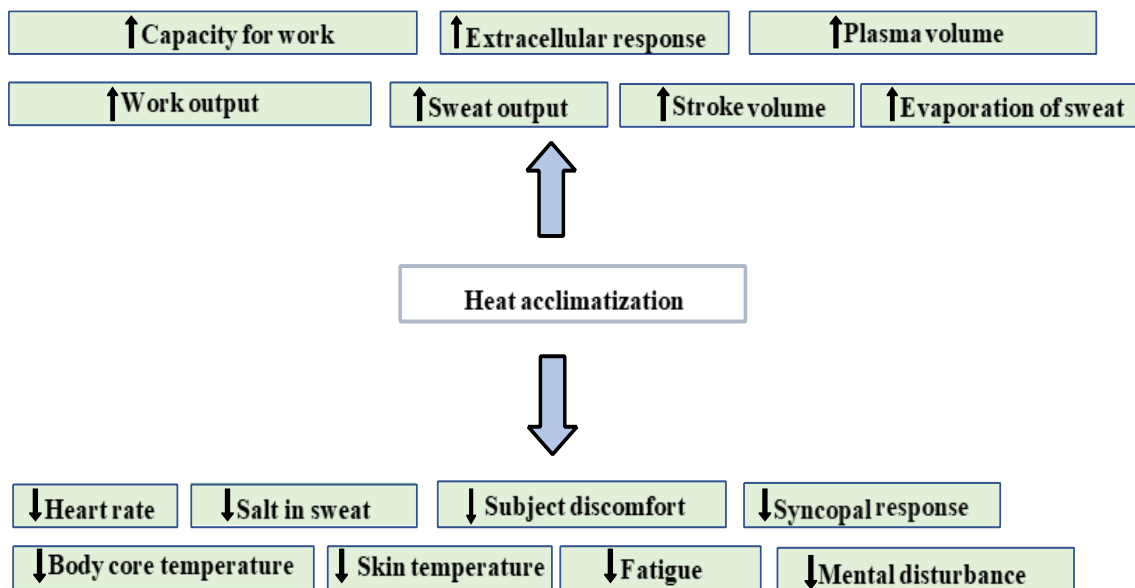 ↑Capacity for work
↑Extracellular response
↑Plasma volume
↑Work output
↑Sweat output
↑Stroke volume
↑Evaporation of sweat
Heat acclimatization
↓Heart rate
↓Salt in sweat
↓Subject discomfort
↓Syncopal response
↓Body core temperature
↓Skin temperature
↓Fatigue
↓Mental disturbance